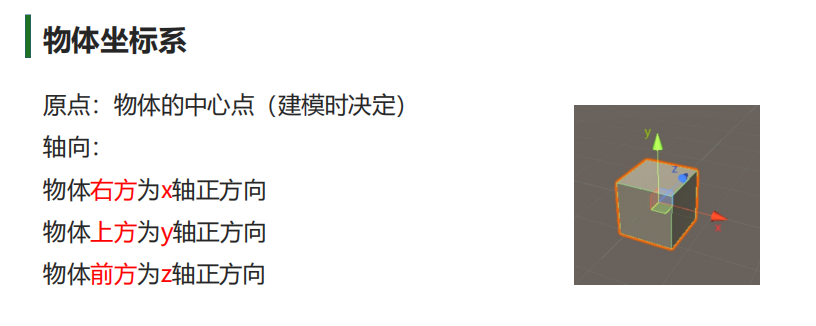 物体坐标系
原点：物体的中心点（建模时决定）
轴向：
物体右方为x轴正方向
物体上方为y轴正方向
物体前方为z轴正方向
y
z
x